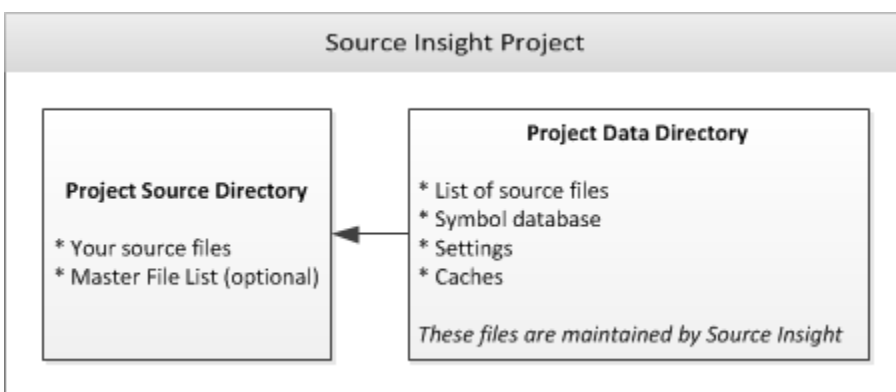 Source Insight Project
Project Source Directory
* Your source files
* Master File List (optional)
Project Data Directory
* List of source files
* Symbol database
* Settings
* Caches
These files are maintained by Source Insight